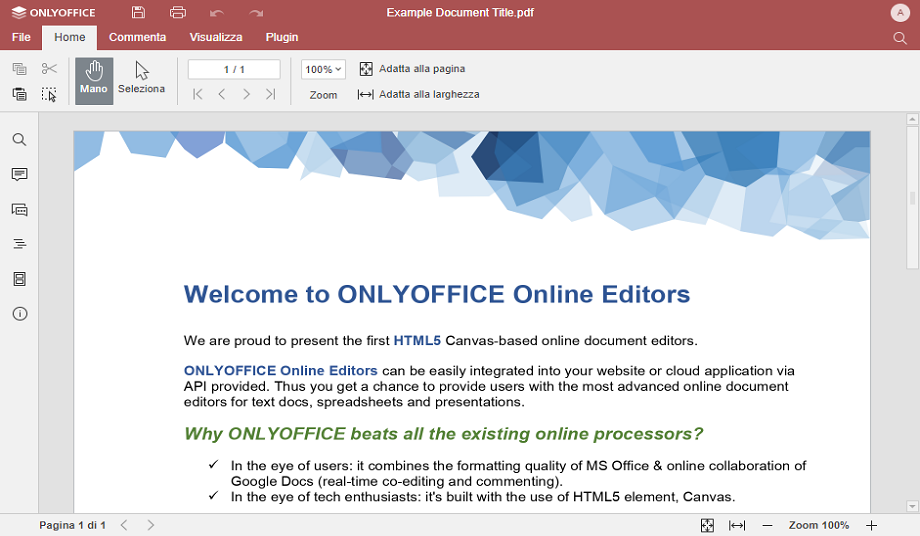 ONLYOFFICE
Example Document Title.pdf
A
File Home Commenta Visualizza Plugin
Mano
Seleziona
1 / 1
100%
Zoom
Adatta alla pagina
Adatta alla larghezza
Welcome to ONLYOFFICE Online Editors
We are proud to present the first HTML5 Canvas-based online document editors.
ONLYOFFICE Online Editors can be easily integrated into your website or cloud application via
API provided. Thus you get a chance to provide users with the most advanced online document
editors for text docs, spreadsheets and presentations.
Why ONLYOFFICE beats all the existing online processors?
✓ In the eye of users: it combines the formatting quality of MS Office & online collaboration of
Google Docs (real-time co-editing and commenting).
✓ In the eye of tech enthusiasts: it's built with the use of HTML5 element, Canvas.
Pagina 1 di 1
Zoom 100%